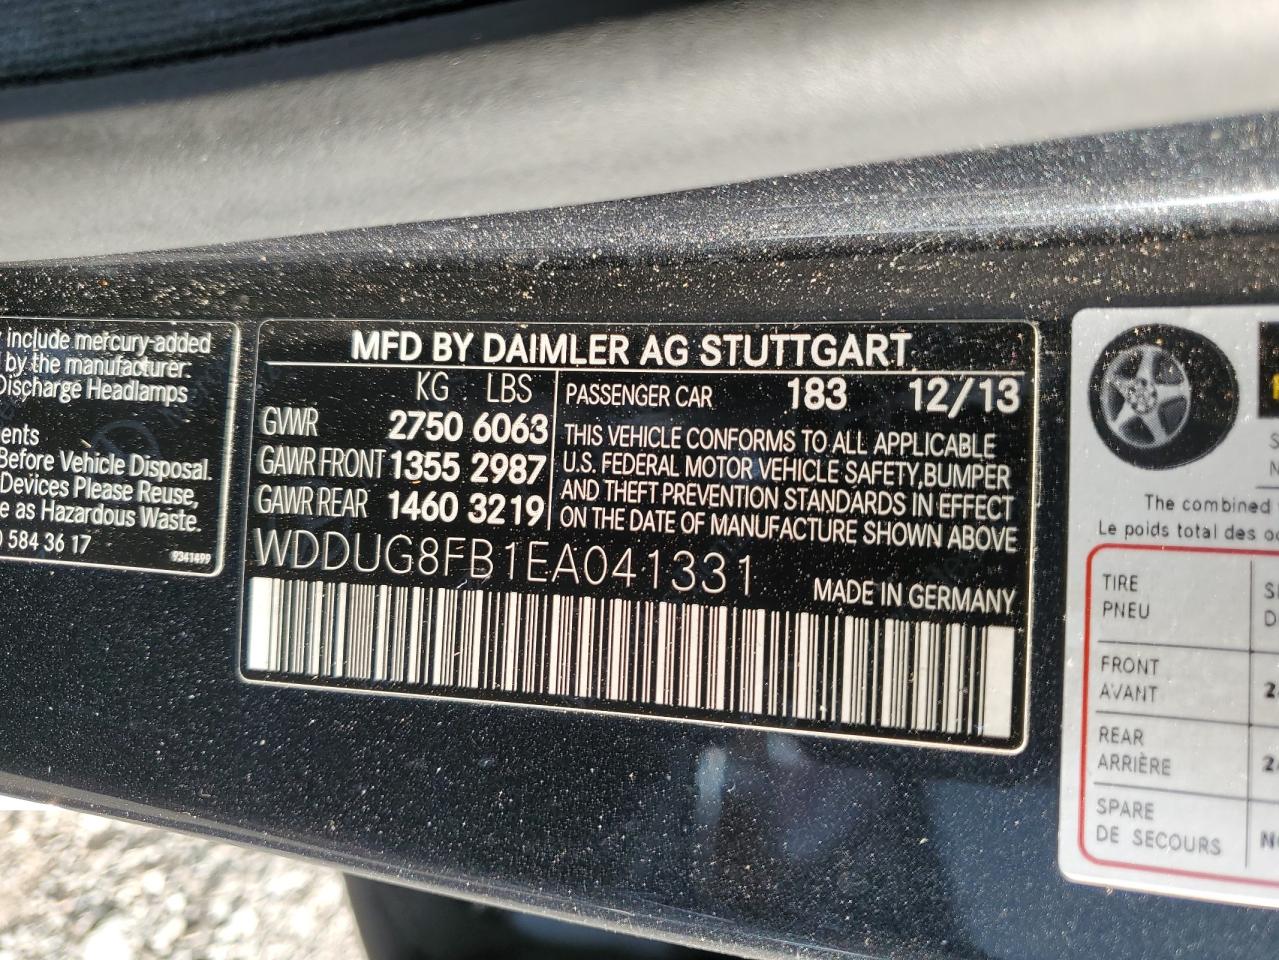 include mercury-added
by the manufacturer.
Discharge Headlamps
Before Vehicle Disposal.
Devices Please Reuse,
e as Hazardous Waste.
584 36 17
9341499
MFD BY DAIMLER AG STUTTGART
KG LBS
GVWR 2750 6063
GAWR FRONT 1355 2987
GAWR REAR 1460 3219
PASSENGER CAR 183 12/13
THIS VEHICLE CONFORMS TO ALL APPLICABLE
U.S. FEDERAL MOTOR VEHICLE SAFETY,BUMPER
AND THEFT PREVENTION STANDARDS IN EFFECT
ON THE DATE OF MANUFACTURE SHOWN ABOVE
WDDUG8FB1EA041331
MADE IN GERMANY
The combined
Le poids total des
TIRE
PNEU
FRONT
AVANT
REAR
ARRIÈRE
SPARE
DE SECOURS